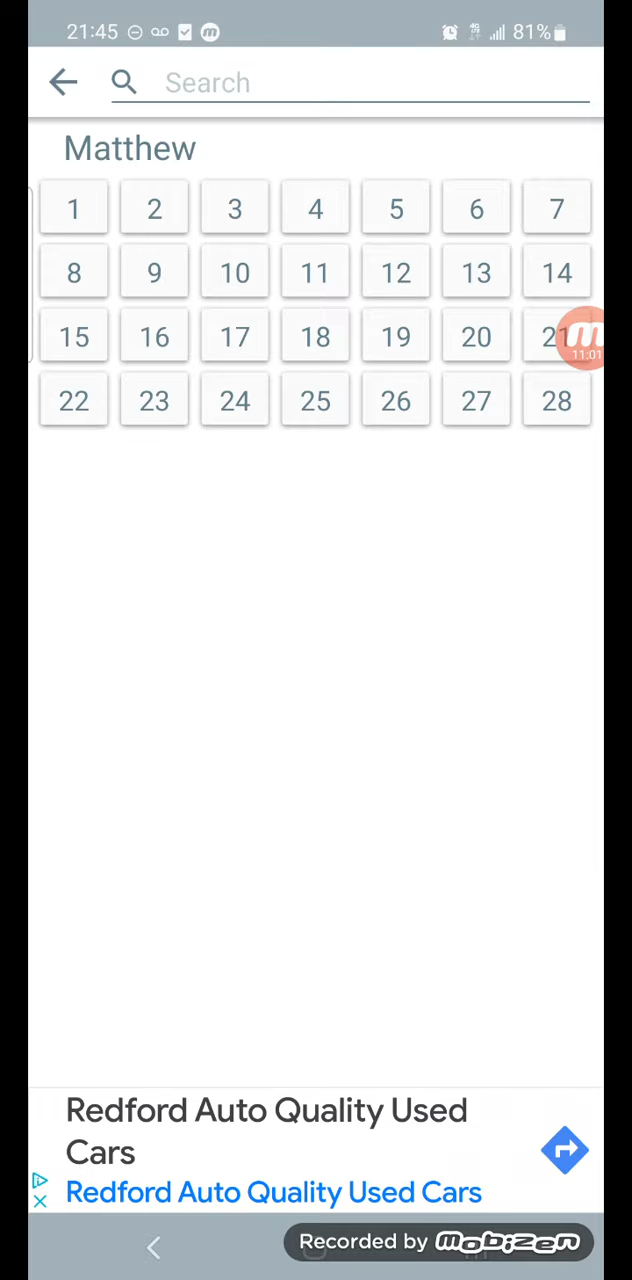 21:45 81%
Search
Matthew
1 2 3 4 5 6 7
8 9 10 11 12 13 14
15 16 17 18 19 20 21
11:01
22 23 24 25 26 27 28
Redford Auto Quality Used
Cars
Redford Auto Quality Used Cars
Recorded by mobizen